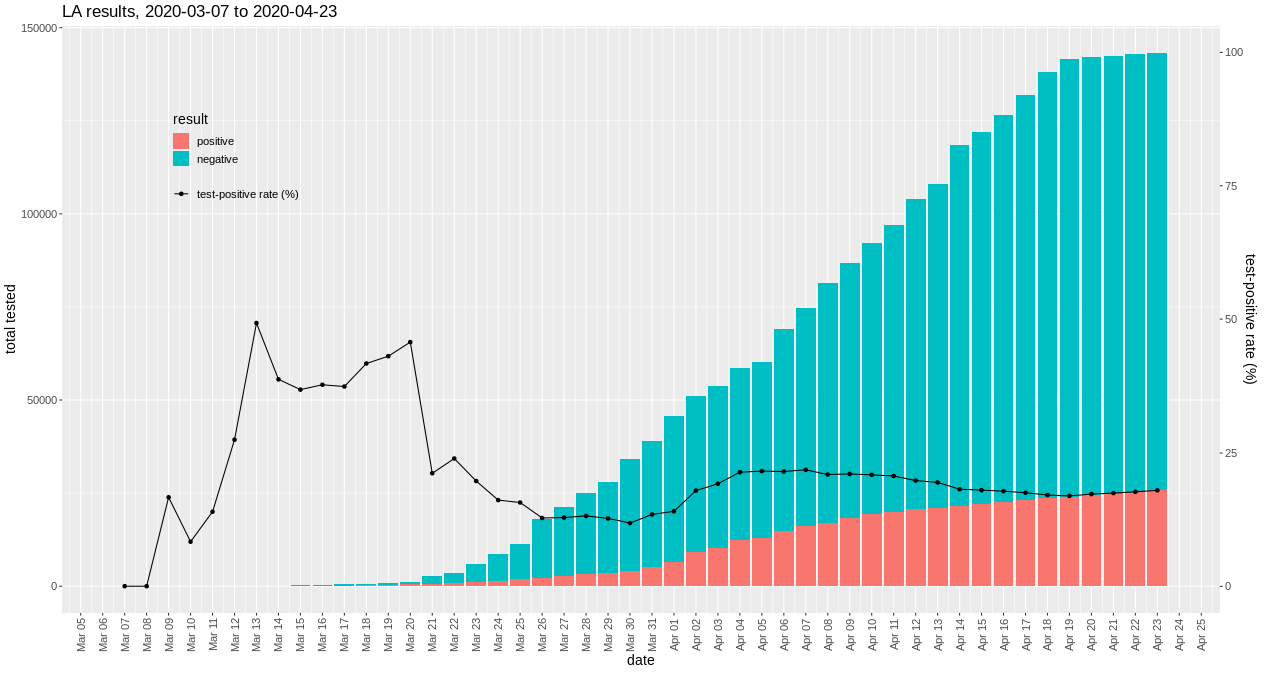 LA results, 2020-03-07 to 2020-04-23
150000
100000
50000
0
total tested
result
positive
negative
test-positive rate (%)
100
75
50
25
0
test-positive rate (%)
Mar 05
Mar 06
Mar 07
Mar 08
Mar 09
Mar 10
Mar 11
Mar 12
Mar 13
Mar 14
Mar 15
Mar 16
Mar 17
Mar 18
Mar 19
Mar 20
Mar 21
Mar 22
Mar 23
Mar 24
Mar 25
Mar 26
Mar 27
Mar 28
Mar 29
Mar 30
Mar 31
Apr 01
Apr 02
Apr 03
Apr 04
Apr 05
Apr 06
Apr 07
Apr 08
Apr 09
Apr 10
Apr 11
Apr 12
Apr 13
Apr 14
Apr 15
Apr 16
Apr 17
Apr 18
Apr 19
Apr 20
Apr 21
Apr 22
Apr 23
Apr 24
Apr 25
date